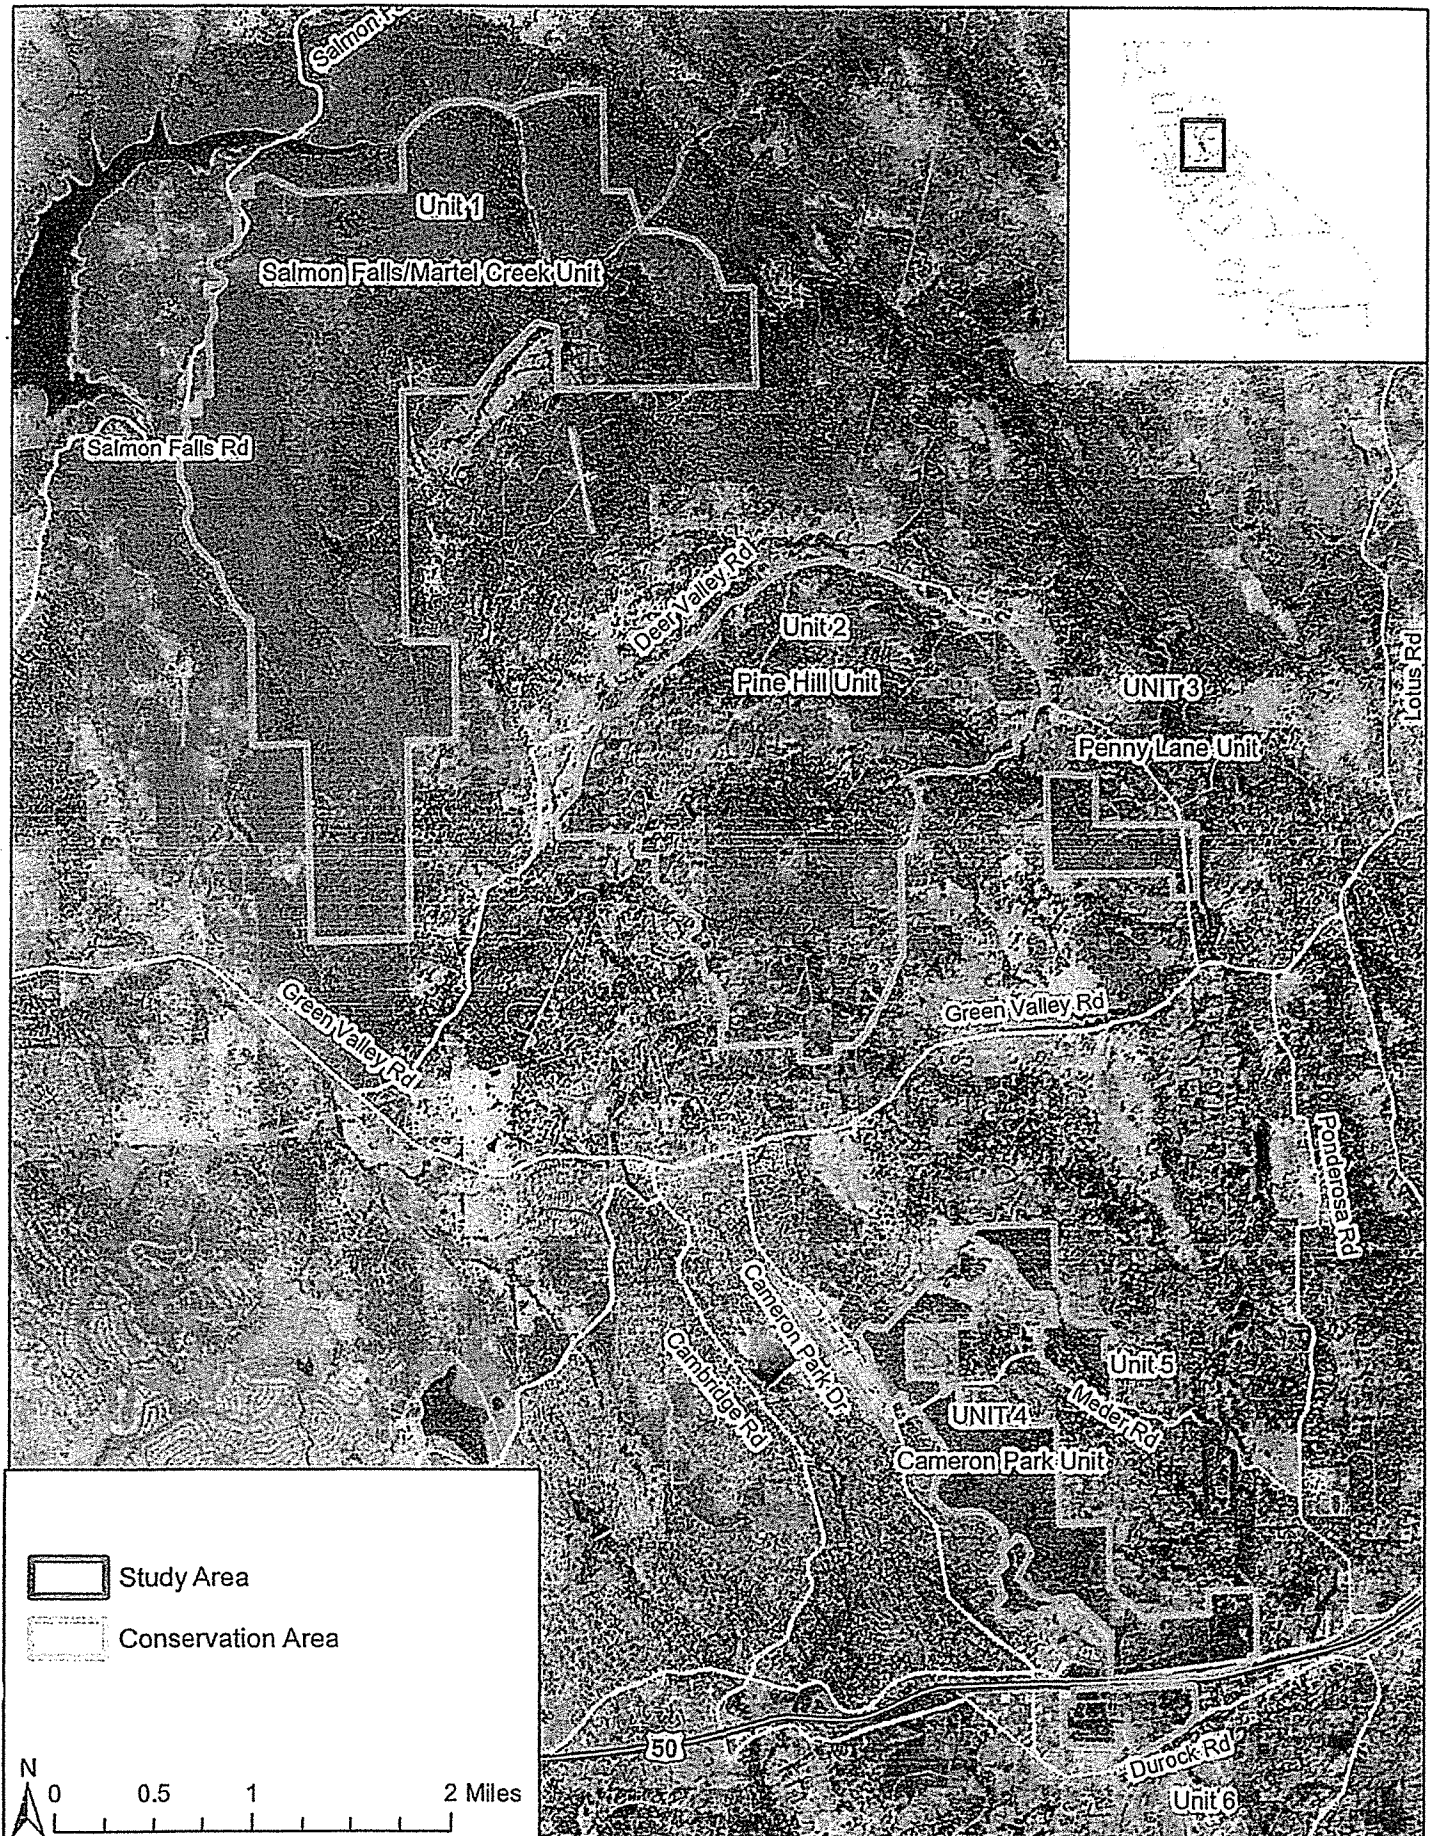 Salmon Fa
Unit 1
Salmon Falls/Martel Creek Unit
Salmon Falls Rd
Deer Valley Rd
Unit 2
Pine Hill Unit
UNIT 3
Penny Lane Unit
Lotus Rd
Green Valley Rd
Green Valley Rd
Ponderosa Rd
Cameron Park Dr.
Cambridge Rd
Unit 5
Meder Rd
UNIT 4
Cameron Park Unit
Study Area
Conservation Area
50
Durock Rd
Unit 6
N
0 0.5 1 2 Miles